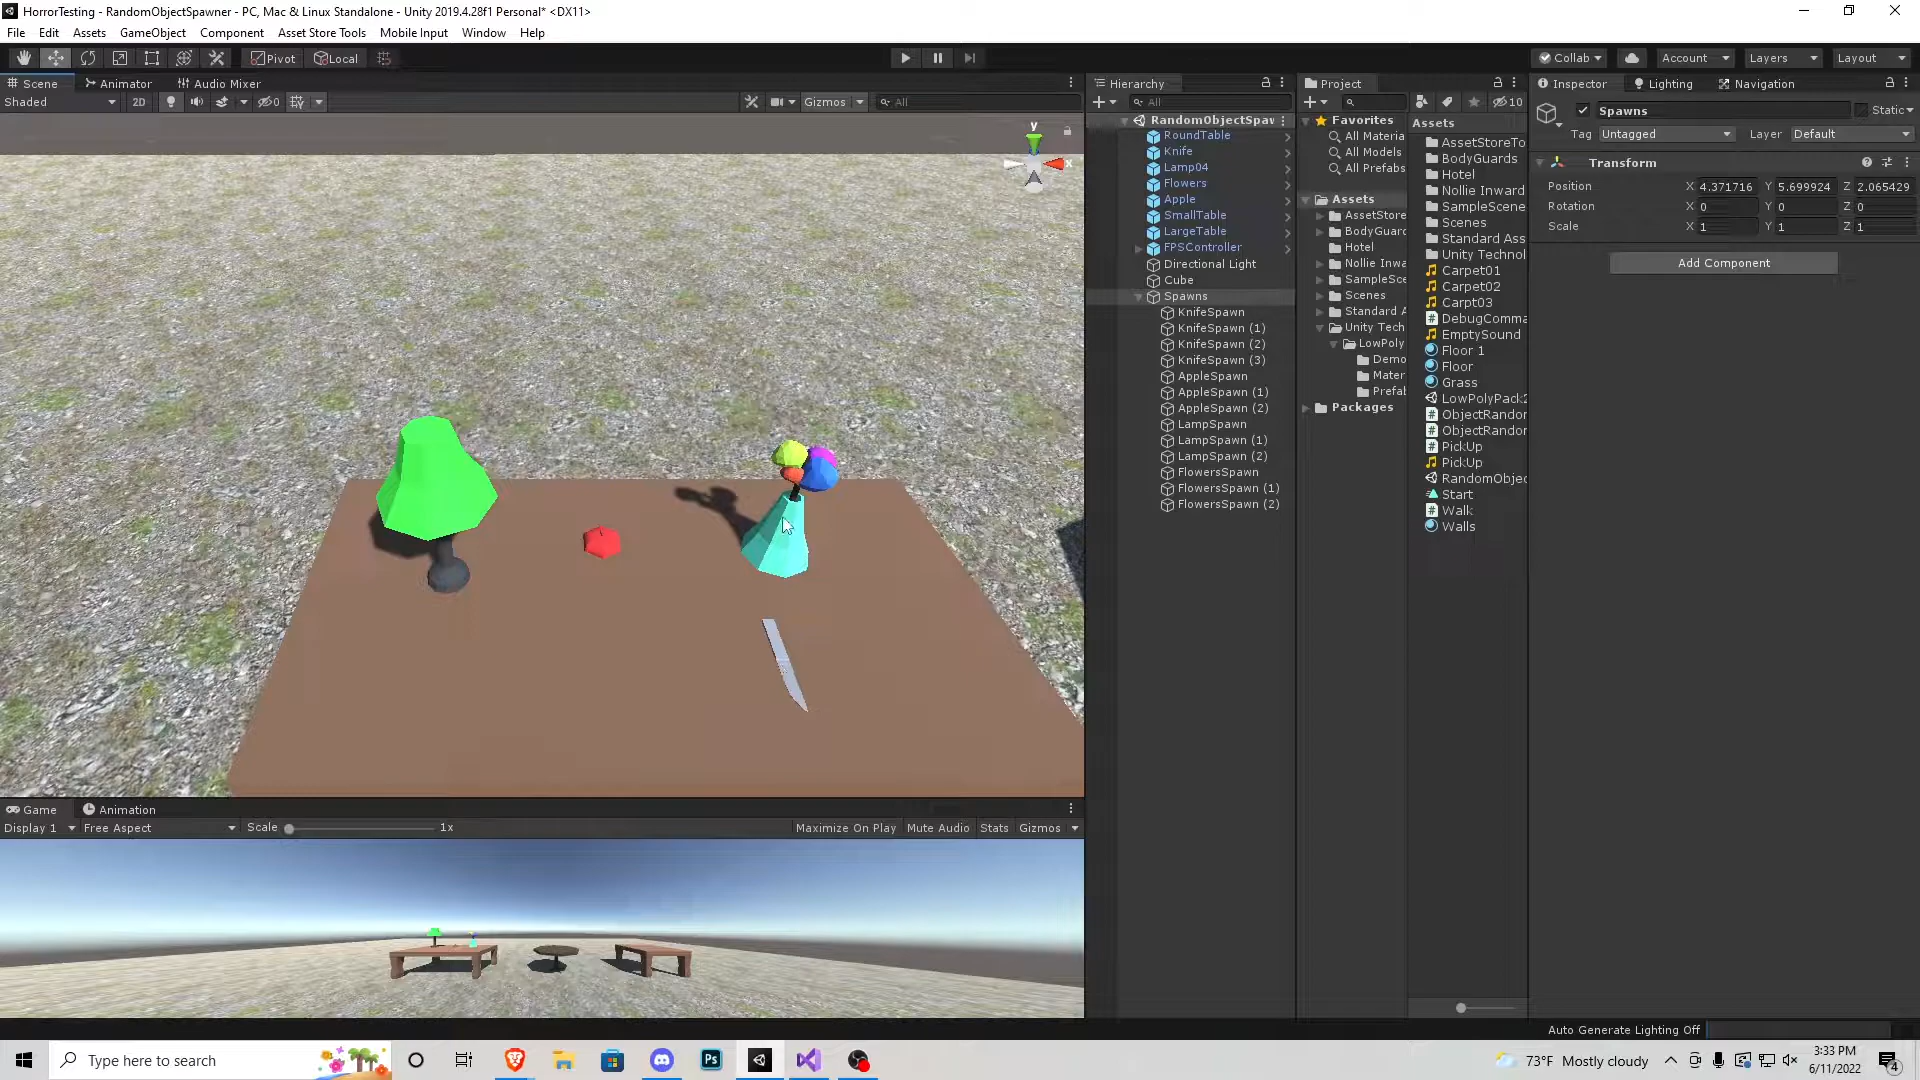 HorrorTesting - RandomObjectSpawner - PC, Mac & Linux Standalone - Unity 2019.4.28f1 Personal* <DX11>
File Edit Assets GameObject Component Asset Store Tools Mobile Input Window Help
Pivot Local
Collab Account Layers Layout
Scene Animator Audio Mixer
Shaded 2D 0 Gizmos All
y
x
Hierarchy
All
RandomObjectSpaw
RoundTable
Knife
Lamp04
Flowers
Apple
SmallTable
LargeTable
FPSController
Directional Light
Cube
Spawns
KnifeSpawn
KnifeSpawn (1)
KnifeSpawn (2)
KnifeSpawn (3)
AppleSpawn
AppleSpawn (1)
AppleSpawn (2)
LampSpawn
LampSpawn (1)
LampSpawn (2)
FlowersSpawn
FlowersSpawn (1)
FlowersSpawn (2)
Project
10
Favorites
All Materia
All Models
All Prefabs
Assets
AssetStore
BodyGuard
Hotel
Nollie Inwa
SampleSce
Scenes
Standard A
Unity Tech
LowPoly
Demo
Mater
Prefab
Packages
Assets
AssetStoreTo
BodyGuards
Hotel
Nollie Inward
SampleScene
Scenes
Standard Ass
Unity Technol
Carpet01
Carpet02
Carpt03
DebugComma
EmptySound
Floor 1
Floor
Grass
LowPolyPack2
ObjectRandor
ObjectRandor
PickUp
PickUp
RandomObjec
Start
Walk
Walls
Inspector Lighting Navigation
Spawns Static
Tag Untagged Layer Default
Transform
Position X 4.371716 Y 5.699924 Z 2.065429
Rotation X 0 Y 0 Z 0
Scale X 1 Y 1 Z 1
Add Component
Game Animation
Display 1 Free Aspect Scale 1x Maximize On Play Mute Audio Stats Gizmos
Auto Generate Lighting Off
Type here to search
Ps
73°F Mostly cloudy
3:33 PM
6/11/2022
4